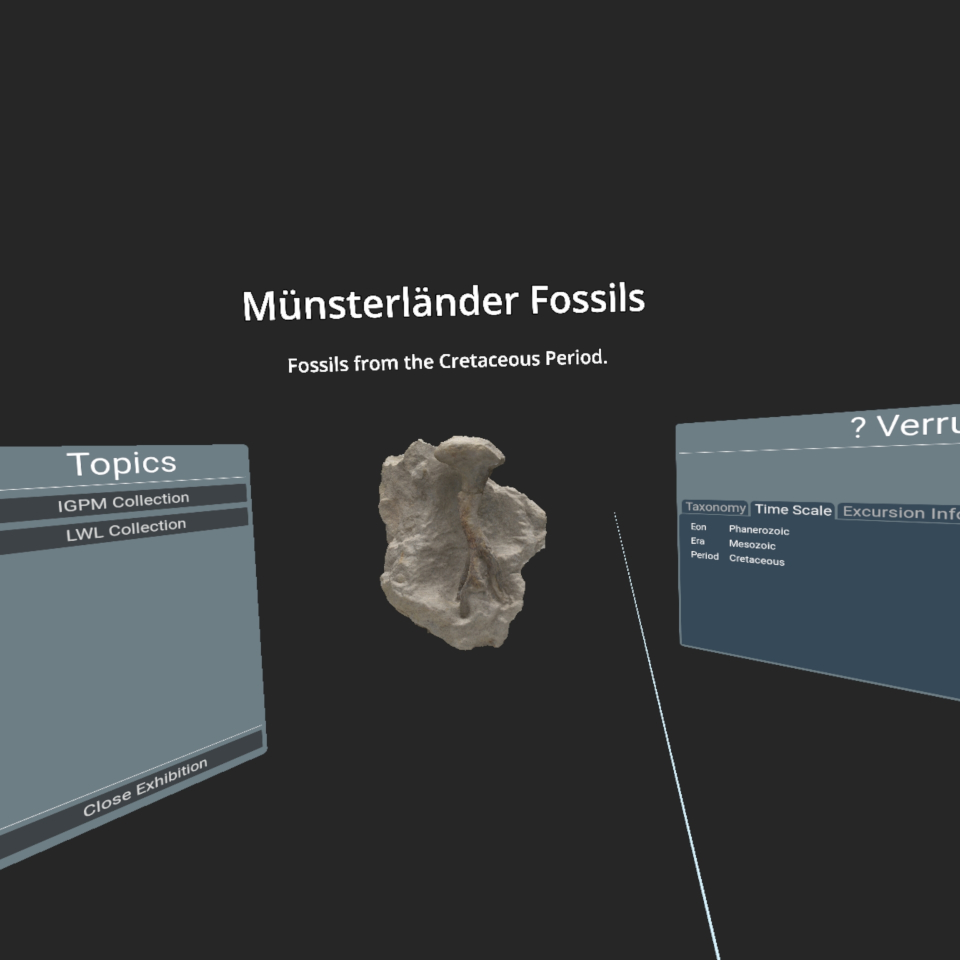 Münsterländer Fossils
Fossils from the Cretaceous Period.
Topics
IGPM Collection
LWL Collection
Close Exhibition
? Verru
Taxonomy Time Scale Excursion Info
Eon Phanerozoic
Era Mesozoic
Period Cretaceous